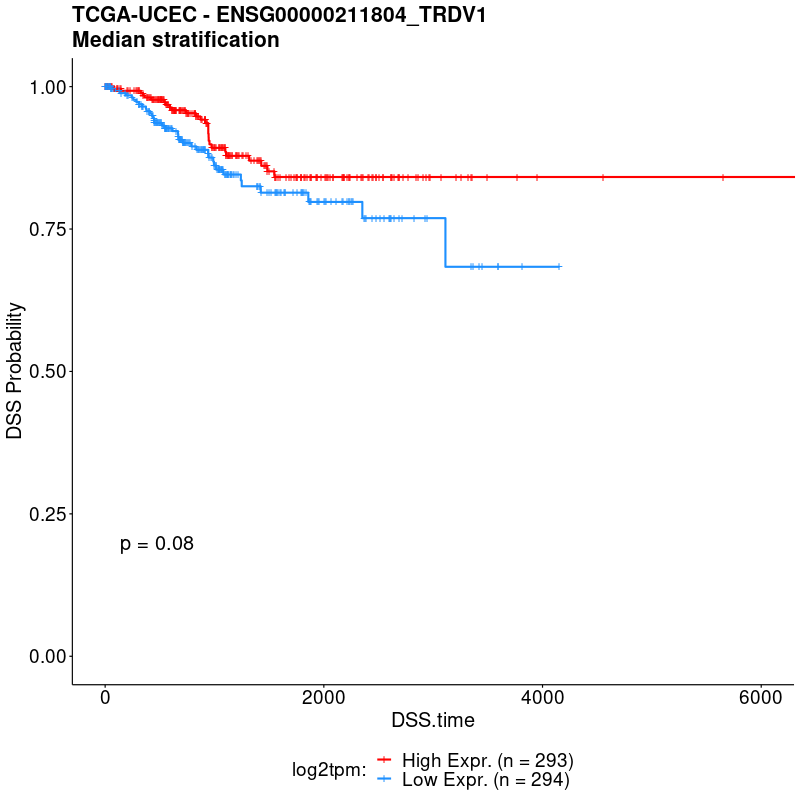 TCGA-UCEC - ENSG00000211804_TRDV1
Median stratification
1.00
0.75
0.50
0.25
0.00
DSS Probability
p = 0.08
0 2000 4000 6000
DSS.time
log2tpm:
High Expr. (n = 293)
Low Expr. (n = 294)